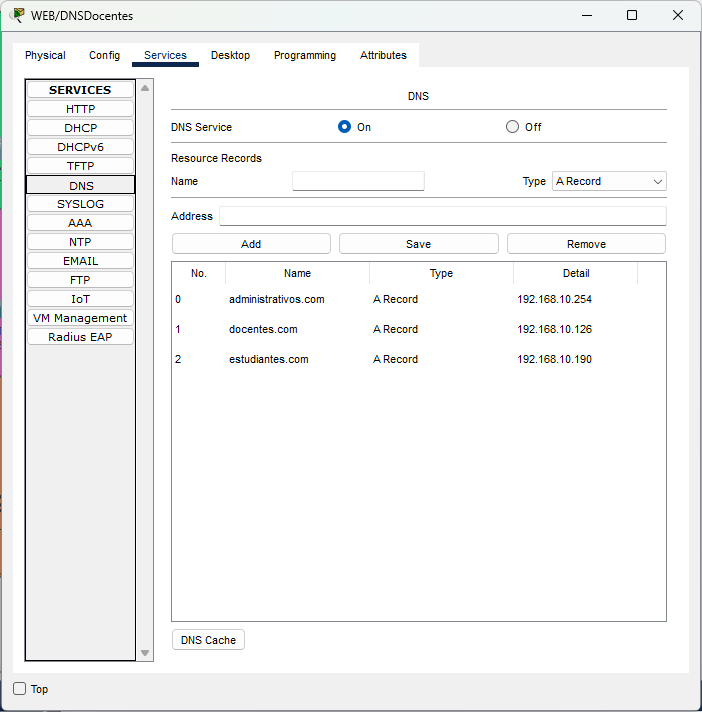 WEB/DNSDocentes
Physical Config Services Desktop Programming Attributes
SERVICES
HTTP
DHCP
DHCPv6
TFTP
DNS
SYSLOG
AAA
NTP
EMAIL
FTP
IoT
VM Management
Radius EAP
DNS
DNS Service On Off
Resource Records
Name Type A Record
Address
Add Save Remove
No. Name Type Detail
0 administrativos.com A Record 192.168.10.254
1 docentes.com A Record 192.168.10.126
2 estudiantes.com A Record 192.168.10.190
DNS Cache
Top